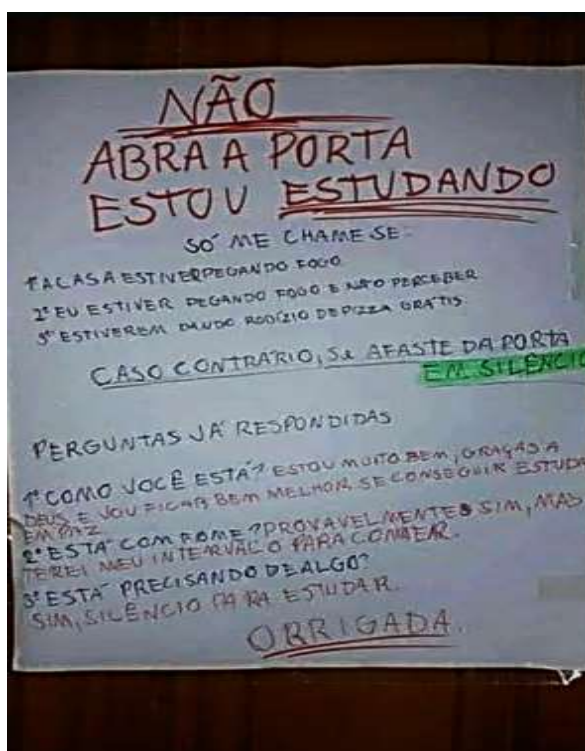 NÃO
ABRA A PORTA
ESTOU ESTUDANDO
SÓ ME CHAME SE:
1º A CASA ESTIVER PEGANDO FOGO
2º EU ESTIVER PEGANDO FOGO E NÃO PERCEBER
3º ESTIVEREM DANDO RODÍZIO DE PIZZA GRÁTIS
CASO CONTRÁRIO, SE AFASTE DA PORTA
EM SILÊNCIO
PERGUNTAS JÁ RESPONDIDAS
1º COMO VOCÊ ESTÁ? ESTOU MUITO BEM, GRAÇAS A
DEUS, E VOU FICAR BEM MELHOR SE CONSEGUIR ESTUDA
EM PAZ
2º ESTÁ COM FOME? PROVAVELMENTE SIM, MAS
TEREI MEU INTERVALO PARA COMER.
3º ESTÁ PRECISANDO DE ALGO?
SIM, SILÊNCIO PARA ESTUDAR.
OBRIGADA.